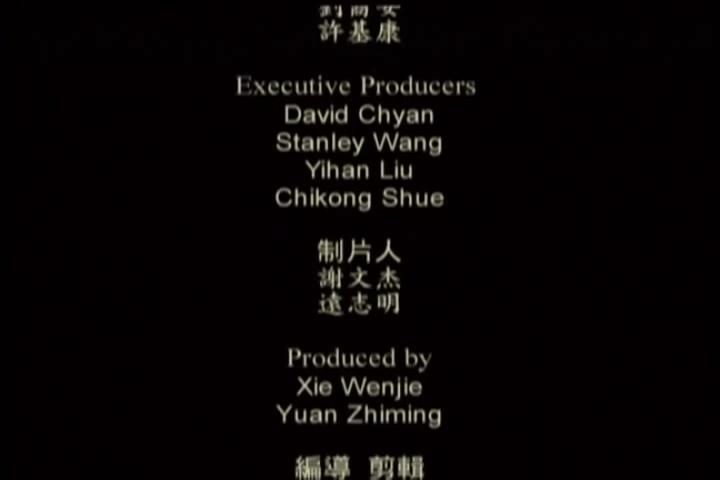 許基康
Executive Producers
David Chyan
Stanley Wang
Yihan Liu
Chikong Shue
制片人
謝文杰
遠志明
Produced by
Xie Wenjie
Yuan Zhiming
編導 剪輯